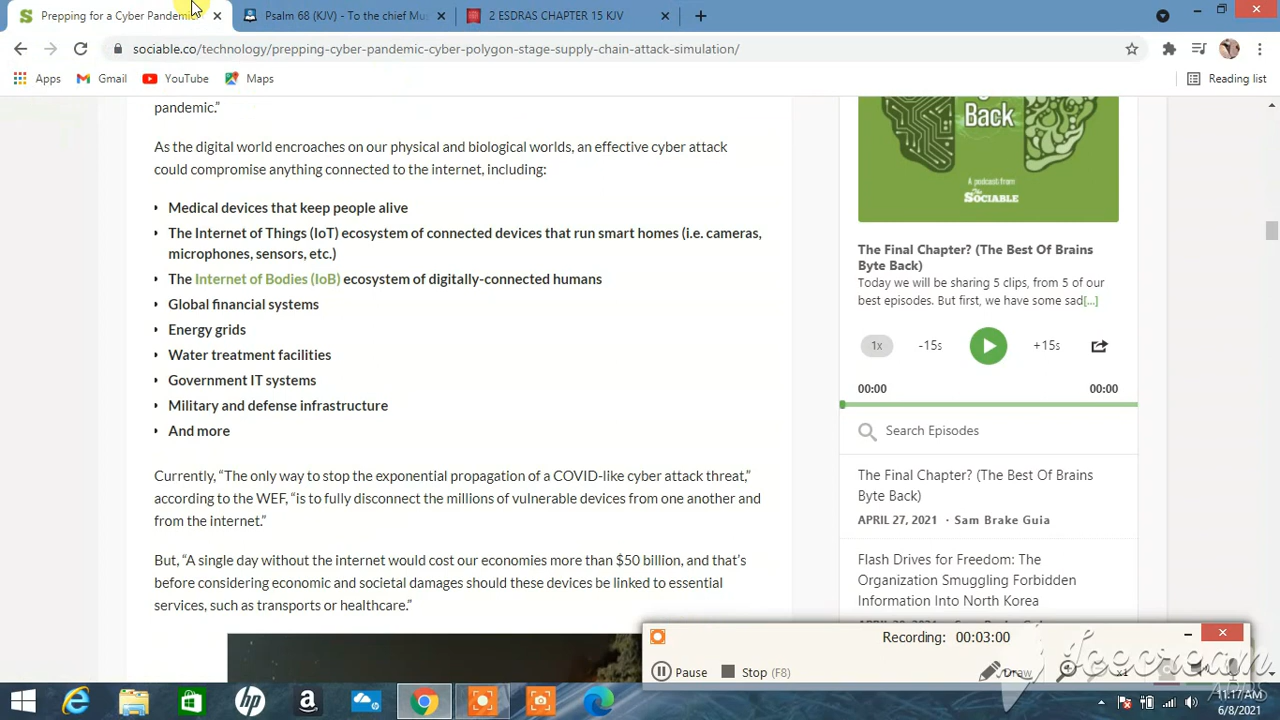 Prepping for a Cyber Pandemic
Psalm 68 (KJV) - To the chief Mu
2 ESDRAS CHAPTER 15 KJV
sociable.co/technology/prepping-cyber-pandemic-cyber-polygon-stage-supply-chain-attack-simulation/
Apps
Gmail
YouTube
Maps
Reading list
pandemic.”
As the digital world encroaches on our physical and biological worlds, an effective cyber attack
could compromise anything connected to the internet, including:
Medical devices that keep people alive
The Internet of Things (IoT) ecosystem of connected devices that run smart homes (i.e. cameras,
microphones, sensors, etc.)
The Internet of Bodies (IoB) ecosystem of digitally-connected humans
Global financial systems
Energy grids
Water treatment facilities
Government IT systems
Military and defense infrastructure
And more
Currently, “The only way to stop the exponential propagation of a COVID-like cyber attack threat,”
according to the WEF, “is to fully disconnect the millions of vulnerable devices from one another and
from the internet.”
But, “A single day without the internet would cost our economies more than $50 billion, and that’s
before considering economic and societal damages should these devices be linked to essential
services, such as transports or healthcare.”
Back
A podcast from
The
SOCIABLE
The Final Chapter? (The Best Of Brains
Byte Back)
Today we will be sharing 5 clips, from 5 of our
best episodes. But first, we have some sad[...]
1x
-15s
+15s
00:00
00:00
Search Episodes
The Final Chapter? (The Best Of Brains
Byte Back)
APRIL 27, 2021 • Sam Brake Guia
Flash Drives for Freedom: The
Organization Smuggling Forbidden
Information Into North Korea
Recording: 00:03:00
Pause
Stop (F8)
Draw
x1
Icecream
APPS
hp
a
11:17 AM
6/8/2021